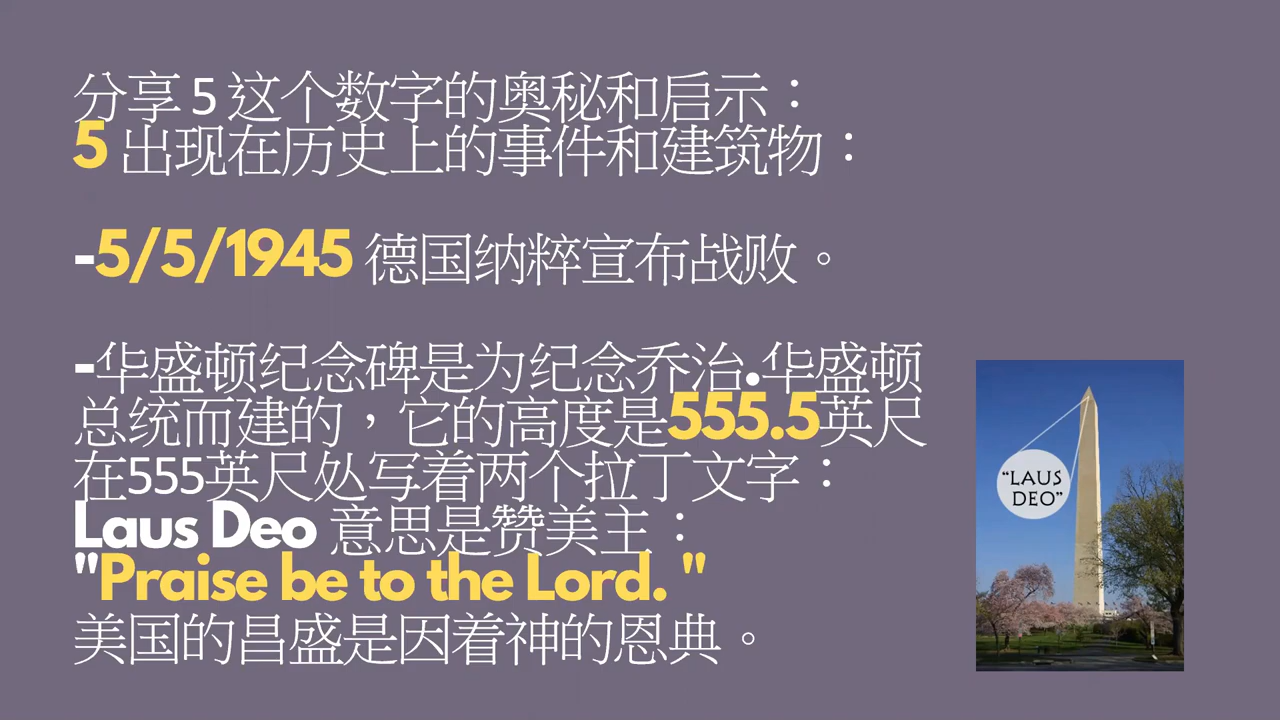 分享 5 这个数字的奥秘和启示：
5 出现在历史上的事件和建筑物：
-5/5/1945 德国纳粹宣布战败。
-华盛顿纪念碑是为纪念乔治.华盛顿
总统而建的，它的高度是555.5英尺
在555英尺处写着两个拉丁文字：
Laus Deo 意思是赞美主：
"Praise be to the Lord. "
美国的昌盛是因着神的恩典。
“LAUS
DEO”